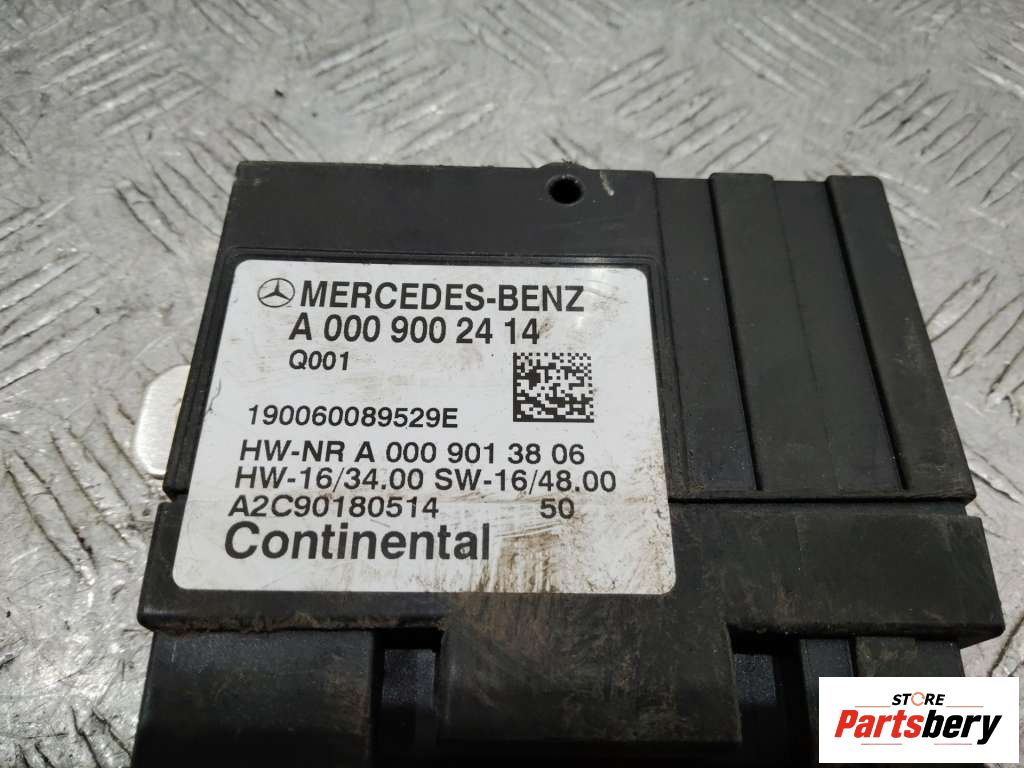 MERCEDES-BENZ
A 000 900 24 14
Q001
190060089529E
HW-NR A 000 901 38 06
HW-16/34.00 SW-16/48.00
A2C90180514 50
Continental
STORE
Partsbery